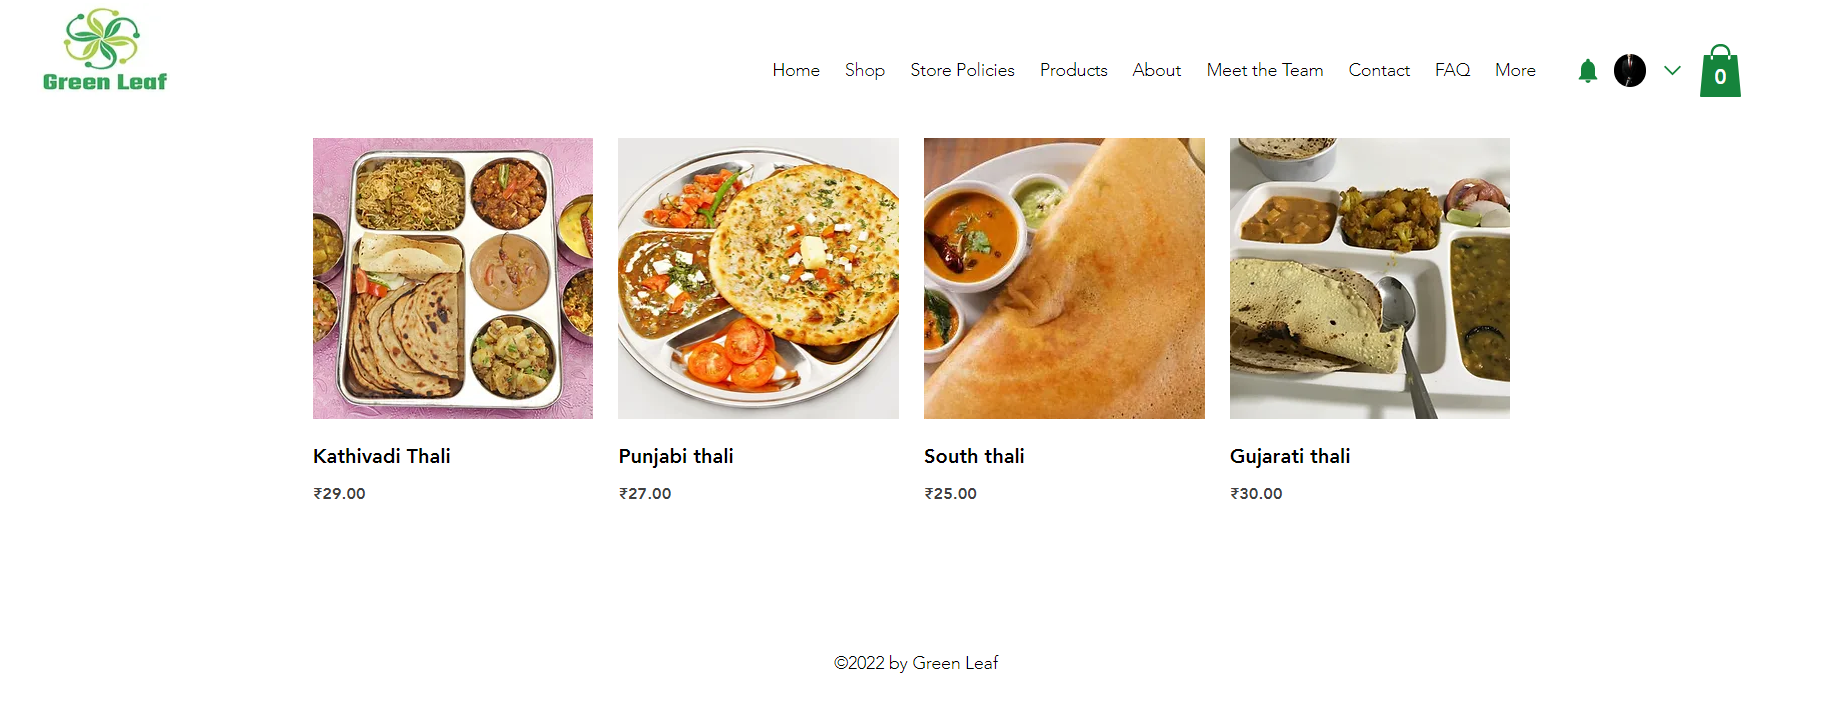 Green Leaf
Home Shop Store Policies Products About Meet the Team Contact FAQ More
0
Kathivadi Thali
₹29.00
Punjabi thali
₹27.00
South thali
₹25.00
Gujarati thali
₹30.00
©2022 by Green Leaf